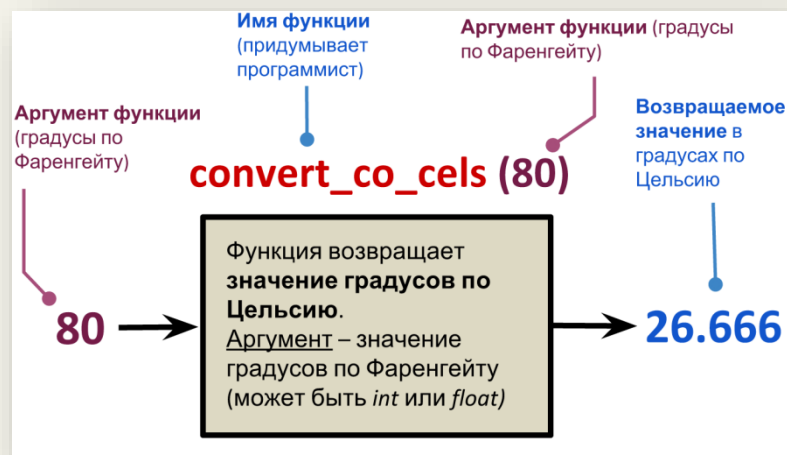 Имя функции
(придумывает
программист)
Аргумент функции (градусы
по Фаренгейту)
Аргумент функции
(градусы по
Фаренгейту)
Возвращаемое
значение в
градусах по
Цельсию
convert_co_cels (80)
Функция возвращает
значение градусов по
Цельсию.
Аргумент – значение
градусов по Фаренгейту
(может быть int или float)
80
26.666